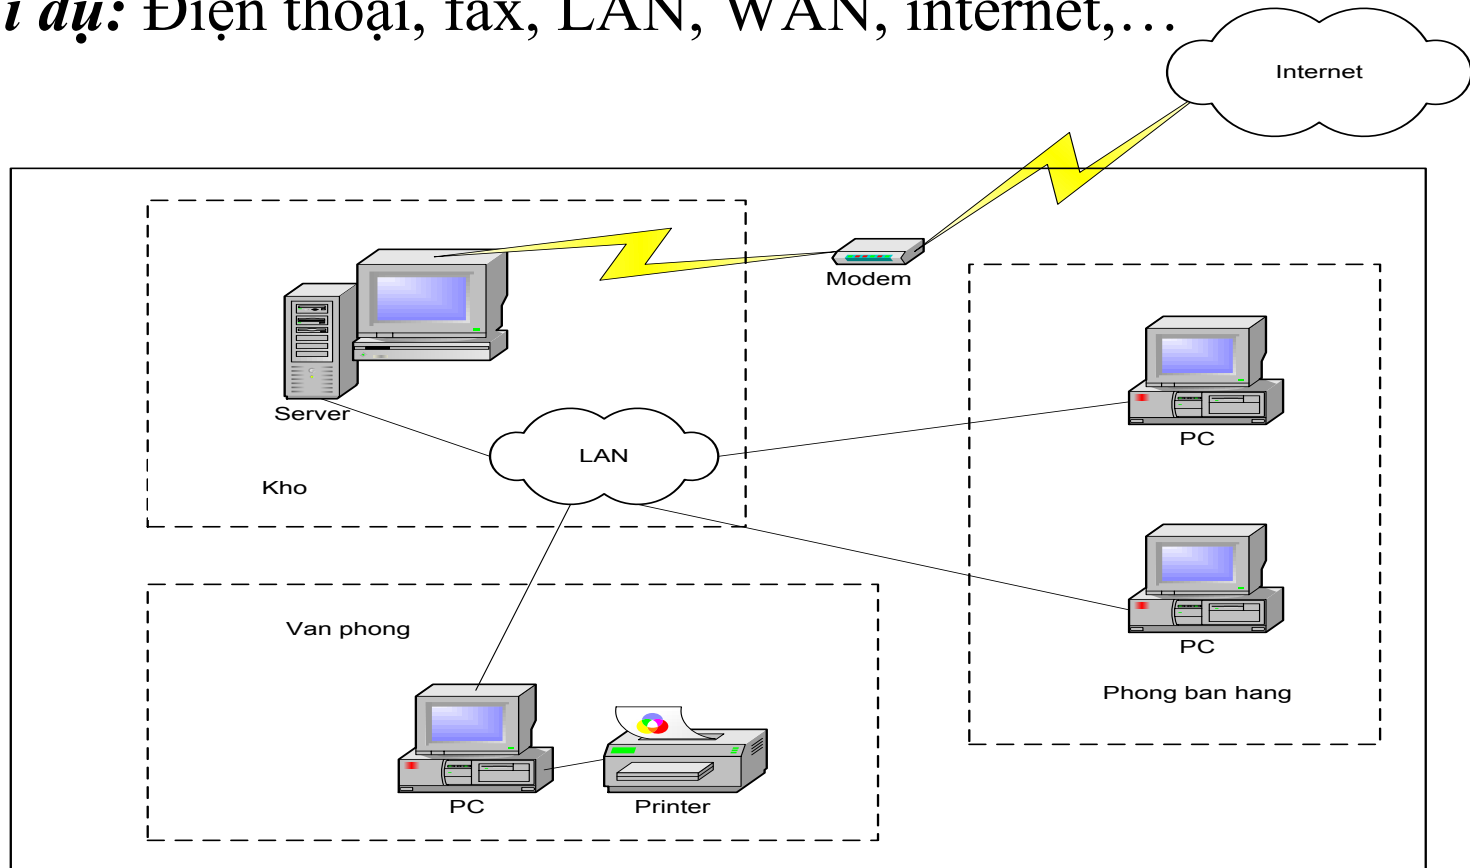 í dụ: Điện thoại, fax, LAN, WAN, internet,…
Internet
Modem
Server
LAN
PC
Kho
PC
Van phong
Phong ban hang
PC
Printer